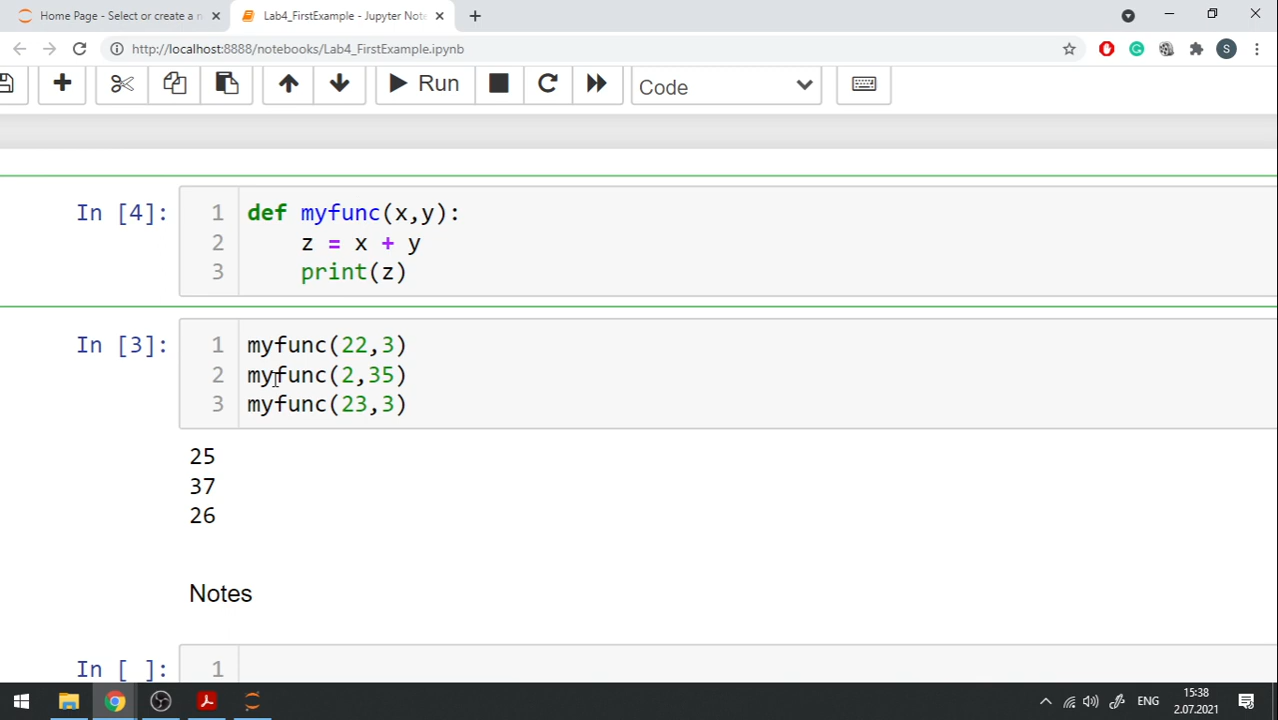 Home Page - Select or create a n
Lab4_FirstExample - Jupyter Note
http://localhost:8888/notebooks/Lab4_FirstExample.ipynb
S
Run
Code
In [4]:
1 def myfunc(x,y):
2 z = x + y
3 print(z)
In [3]:
1 myfunc(22,3)
2 myfunc(2,35)
3 myfunc(23,3)
25
37
26
Notes
In [ ]:
1
ENG
15:38
2.07.2021